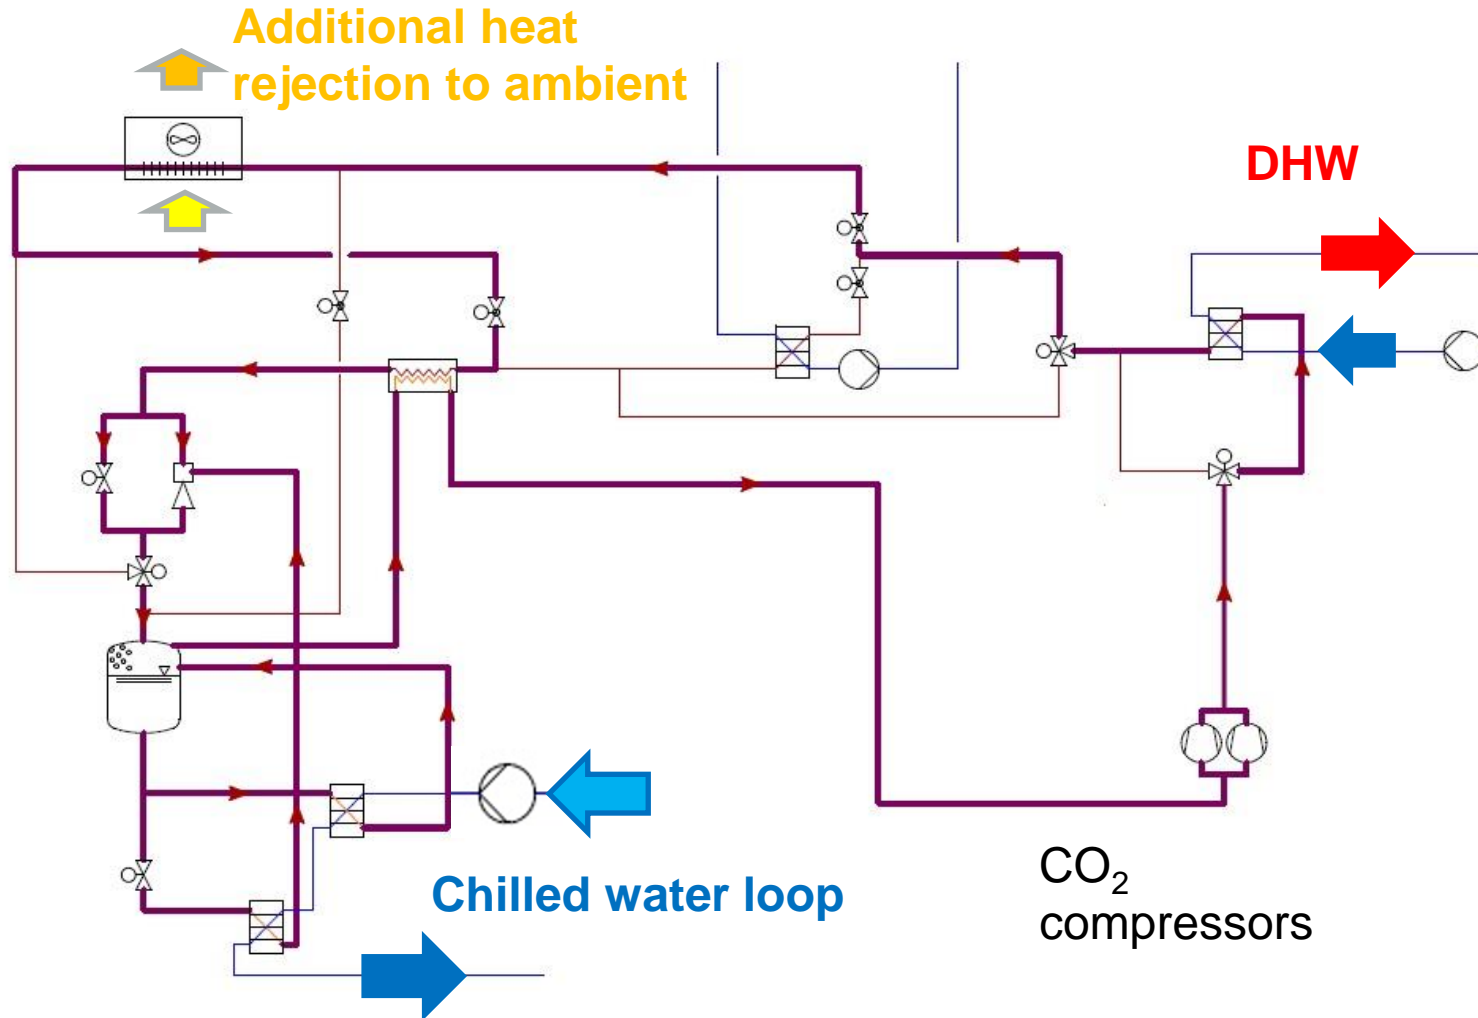 Additional heat
rejection to ambient
DHW
Chilled water loop
CO₂
compressors